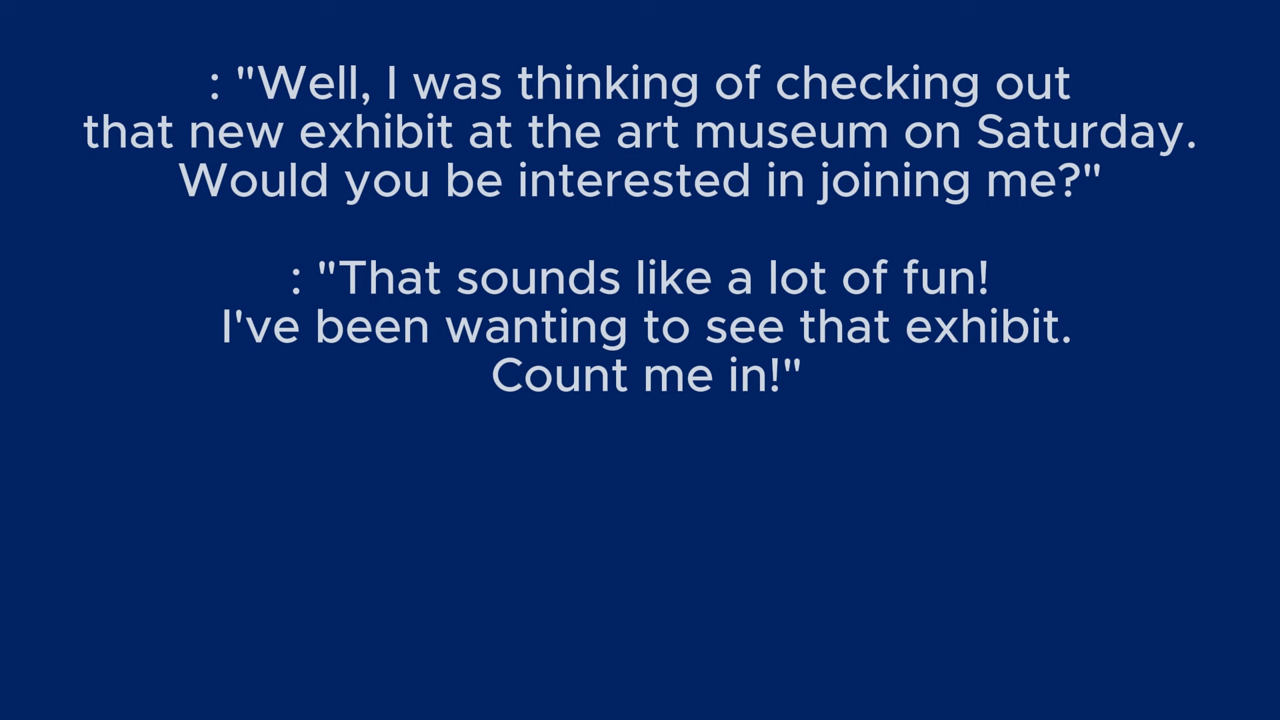 : "Well, I was thinking of checking out
that new exhibit at the art museum on Saturday.
Would you be interested in joining me?"
: "That sounds like a lot of fun!
I've been wanting to see that exhibit.
Count me in!"